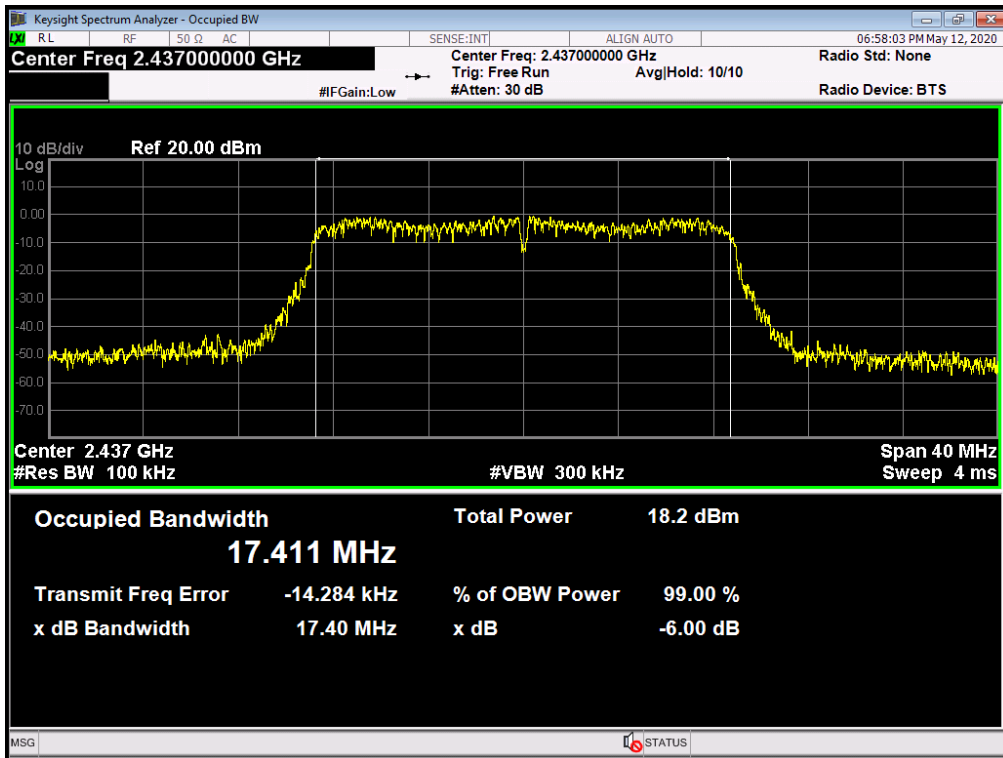 Keysight Spectrum Analyzer - Occupied BW
LXI RL RF 50 Ω AC SENSE:INT ALIGN AUTO 06:58:03 PM May 12, 2020
Center Freq 2.437000000 GHz Center Freq: 2.437000000 GHz Radio Std: None
Trig: Free Run Avg|Hold: 10/10
#IFGain:Low #Atten: 30 dB Radio Device: BTS
10 dB/div Ref 20.00 dBm
Log
10.0
0.00
-10.0
-20.0
-30.0
-40.0
-50.0
-60.0
-70.0
Center 2.437 GHz Span 40 MHz
#Res BW 100 kHz #VBW 300 kHz Sweep 4 ms
Occupied Bandwidth Total Power 18.2 dBm
17.411 MHz
Transmit Freq Error -14.284 kHz % of OBW Power 99.00 %
x dB Bandwidth 17.40 MHz x dB -6.00 dB
MSG STATUS